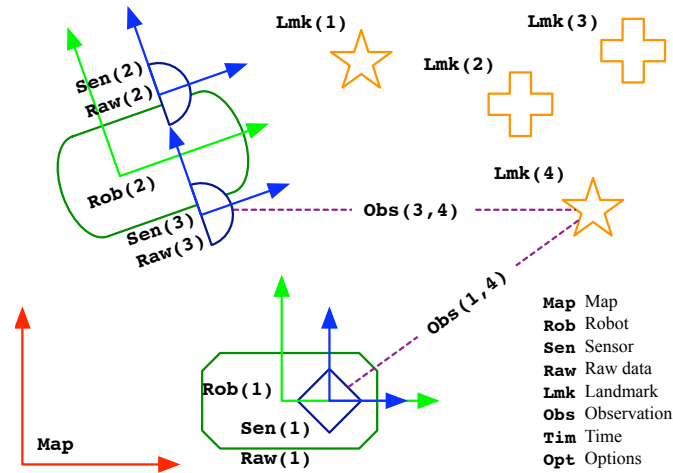 Lmk(1)
Lmk(3)
Sen(2)
Raw(2)
Lmk(2)
Rob(2)
Lmk(4)
Sen(3)
Raw(3)
Obs(3,4)
Obs(1,4)
Map
Rob(1)
Sen(1)
Raw(1)
Map Map
Rob Robot
Sen Sensor
Raw Raw data
Lmk Landmark
Obs Observation
Tim Time
Opt Options